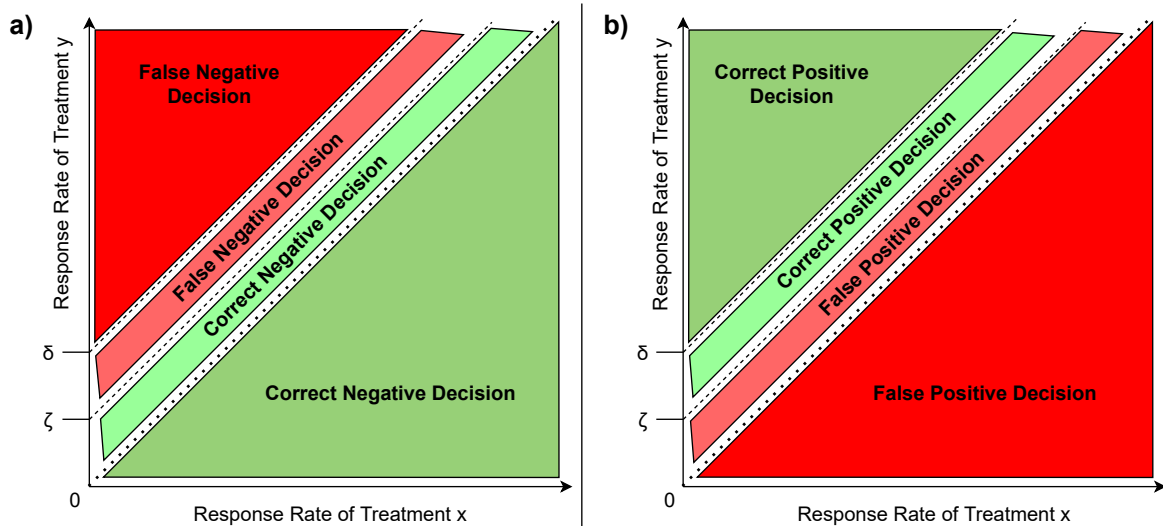 a)
Response Rate of Treatment y
False Negative
Decision
False Negative Decision
Correct Negative Decision
Correct Negative Decision
δ
ζ
0
Response Rate of Treatment x
b)
Response Rate of Treatment y
Correct Positive
Decision
Correct Positive Decision
False Positive Decision
False Positive Decision
δ
ζ
0
Response Rate of Treatment x